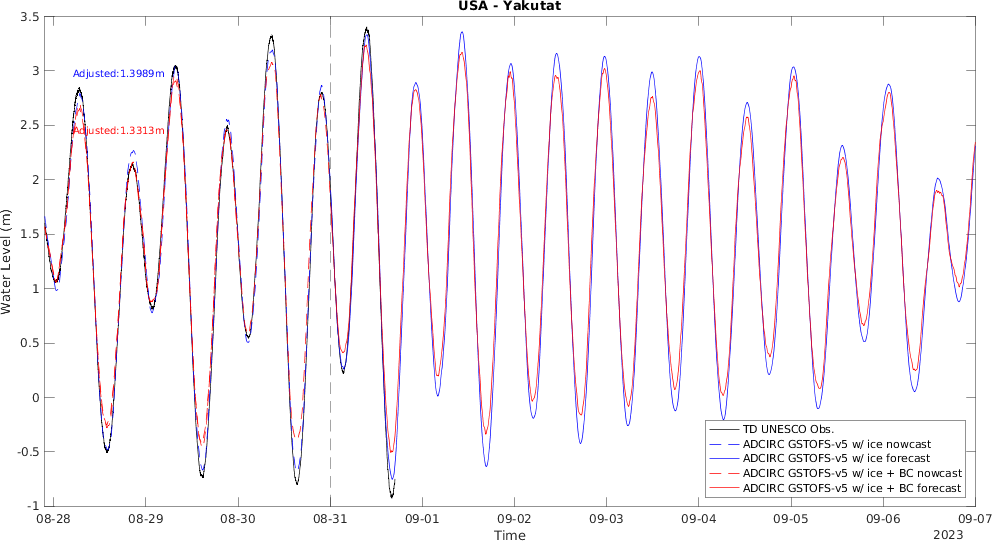 USA - Yakutat
Water Level (m)
3.5
3
2.5
2
1.5
1
0.5
0
-0.5
-1
Adjusted:1.3989m
Adjusted:1.3313m
TD UNESCO Obs.
ADCIRC GSTOFS-v5 w/ ice nowcast
ADCIRC GSTOFS-v5 w/ ice forecast
ADCIRC GSTOFS-v5 w/ ice + BC nowcast
ADCIRC GSTOFS-v5 w/ ice + BC forecast
08-28 08-29 08-30 08-31 09-01 09-02 09-03 09-04 09-05 09-06 09-07
Time
2023